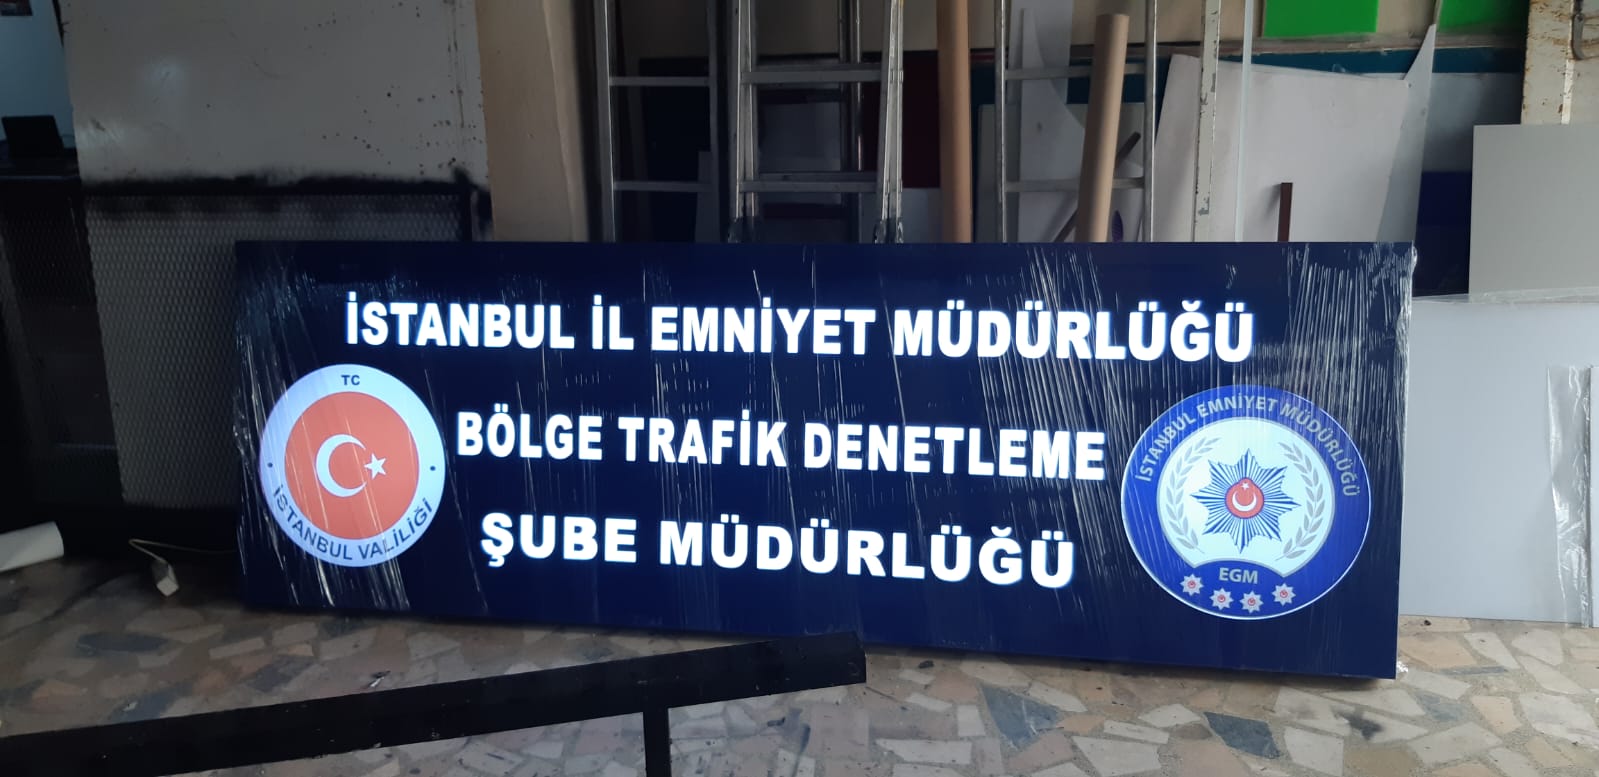 İSTANBUL İL EMNİYET MÜDÜRLÜĞÜ
BÖLGE TRAFİK DENETLEME
ŞUBE MÜDÜRLÜĞÜ
TC
İSTANBUL VALİLİĞİ
İSTANBUL EMNİYET MÜDÜRLÜĞÜ
EGM